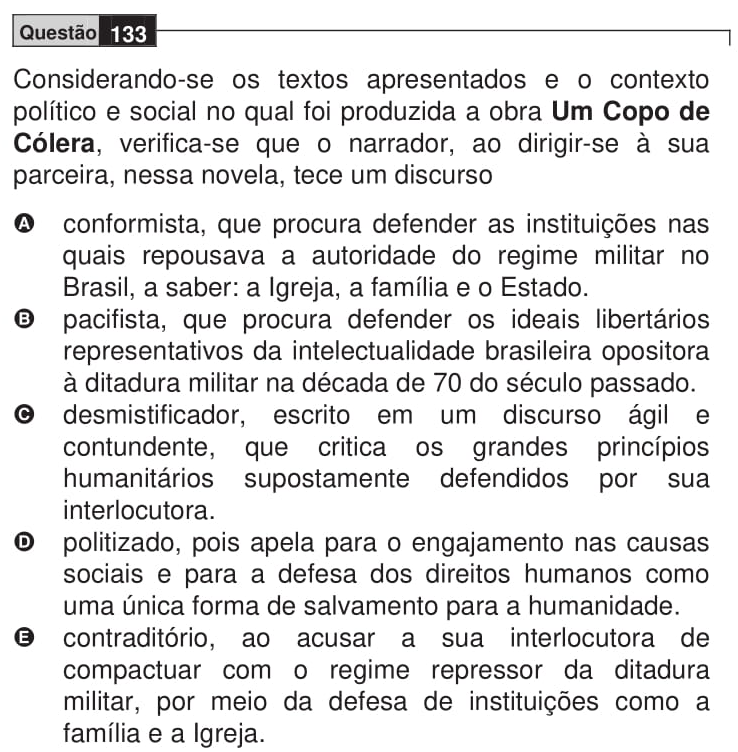 Questão 133
Considerando-se os textos apresentados e o contexto
político e social no qual foi produzida a obra Um Copo de
Cólera, verifica-se que o narrador, ao dirigir-se à sua
parceira, nessa novela, tece um discurso
A conformista, que procura defender as instituições nas
quais repousava a autoridade do regime militar no
Brasil, a saber: a Igreja, a família e o Estado.
B pacifista, que procura defender os ideais libertários
representativos da intelectualidade brasileira opositora
à ditadura militar na década de 70 do século passado.
C desmistificador, escrito em um discurso ágil e
contundente, que critica os grandes princípios
humanitários supostamente defendidos por sua
interlocutora.
D politizado, pois apela para o engajamento nas causas
sociais e para a defesa dos direitos humanos como
uma única forma de salvamento para a humanidade.
E contraditório, ao acusar a sua interlocutora de
compactuar com o regime repressor da ditadura
militar, por meio da defesa de instituições como a
família e a Igreja.